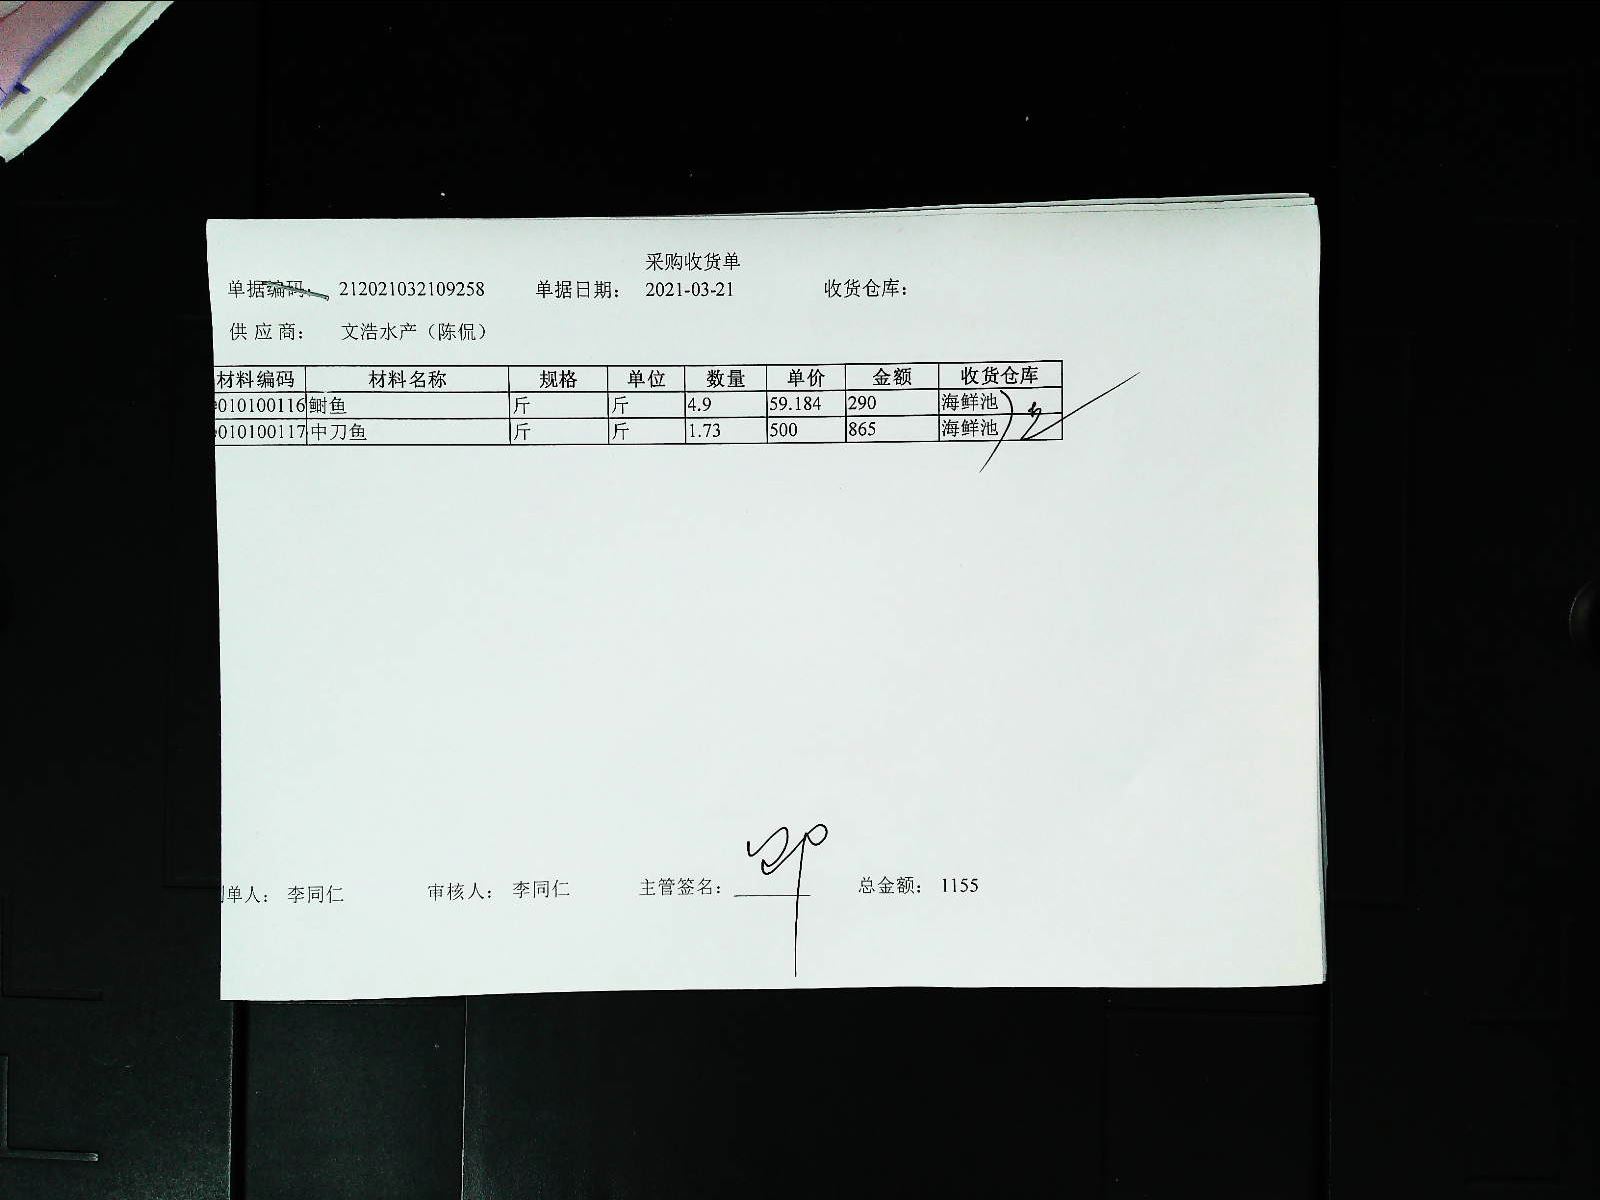 采购收货单
单据编码： 212021032109258 单据日期： 2021-03-21 收货仓库：
供 应 商： 文浩水产（陈侃）
材料编码 材料名称 规格 单位 数量 单价 金额 收货仓库
010100116 鲥鱼 斤 斤 4.9 59.184 290 海鲜池
010100117 中刀鱼 斤 斤 1.73 500 865 海鲜池
单人： 李同仁 审核人： 李同仁 主管签名： 总金额： 1155